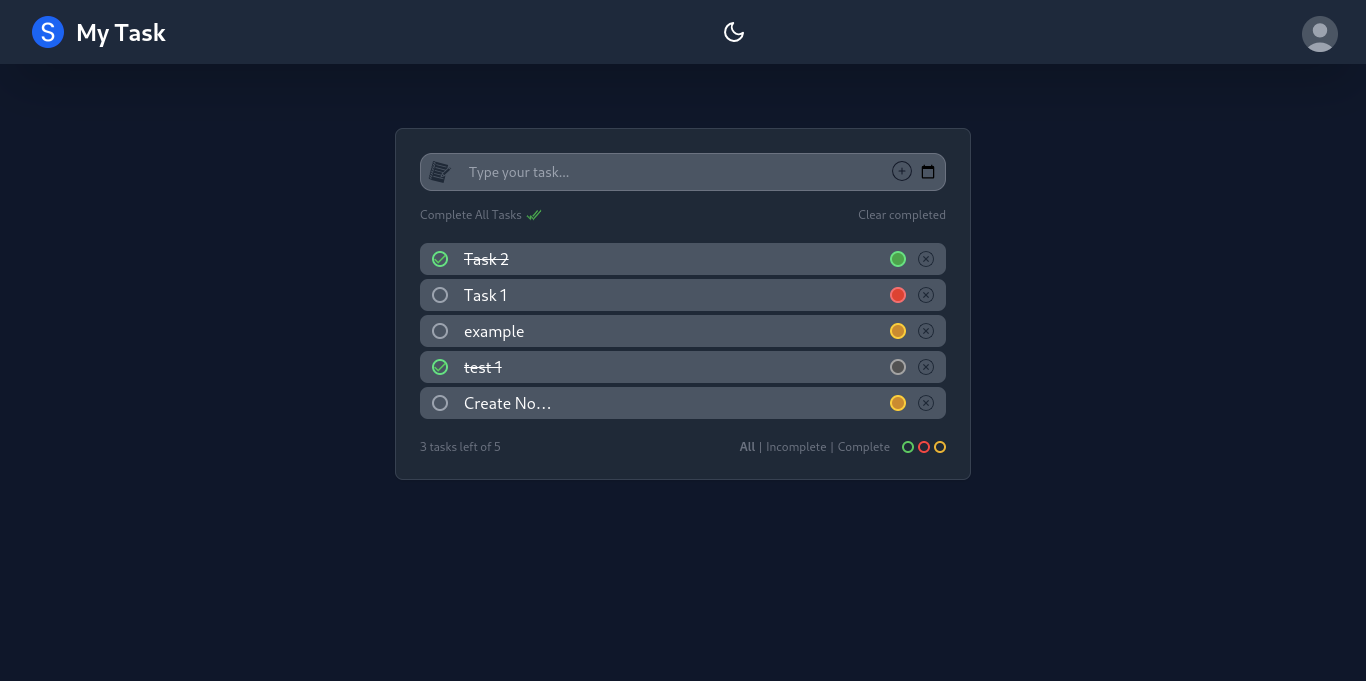 S My Task
Type your task...
Complete All Tasks Clear completed
Task 2
Task 1
example
test 1
Create No...
3 tasks left of 5 All | Incomplete | Complete